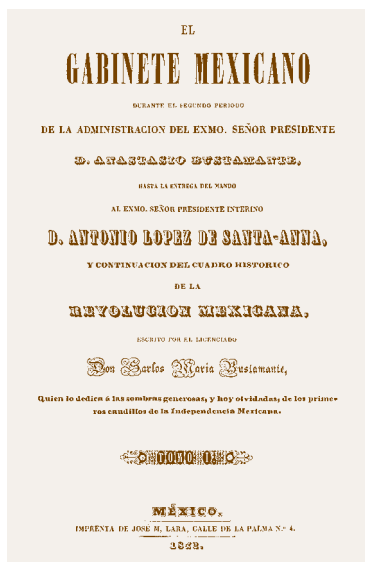 EL
GABINETE MEXICANO
DURANTE EL SEGUNDO PERIODO
DE LA ADMINISTRACION DEL EXMO. SEÑOR PRESIDENTE
D. ANASTASIO BUSTAMANTE,
HASTA LA ENTREGA DEL MANDO
AL EXMO. SEÑOR PRESIDENTE INTERINO
D. ANTONIO LOPEZ DE SANTA-ANNA,
Y CONTINUACION DEL CUADRO HISTORICO
DE LA
REVOLUCION MEXICANA,
ESCRITO POR EL LICENCIADO
Don Carlos Maria Bustamante,
Quien lo dedica á las sombras generosas, y hoy olvidadas, de los prime-
ros caudillos de la Independencia Mexicana.
TOMO I.
MÉXICO.
IMPRENTA DE JOSÉ M. LARA, CALLE DE LA PALMA N.º 4.
1842.